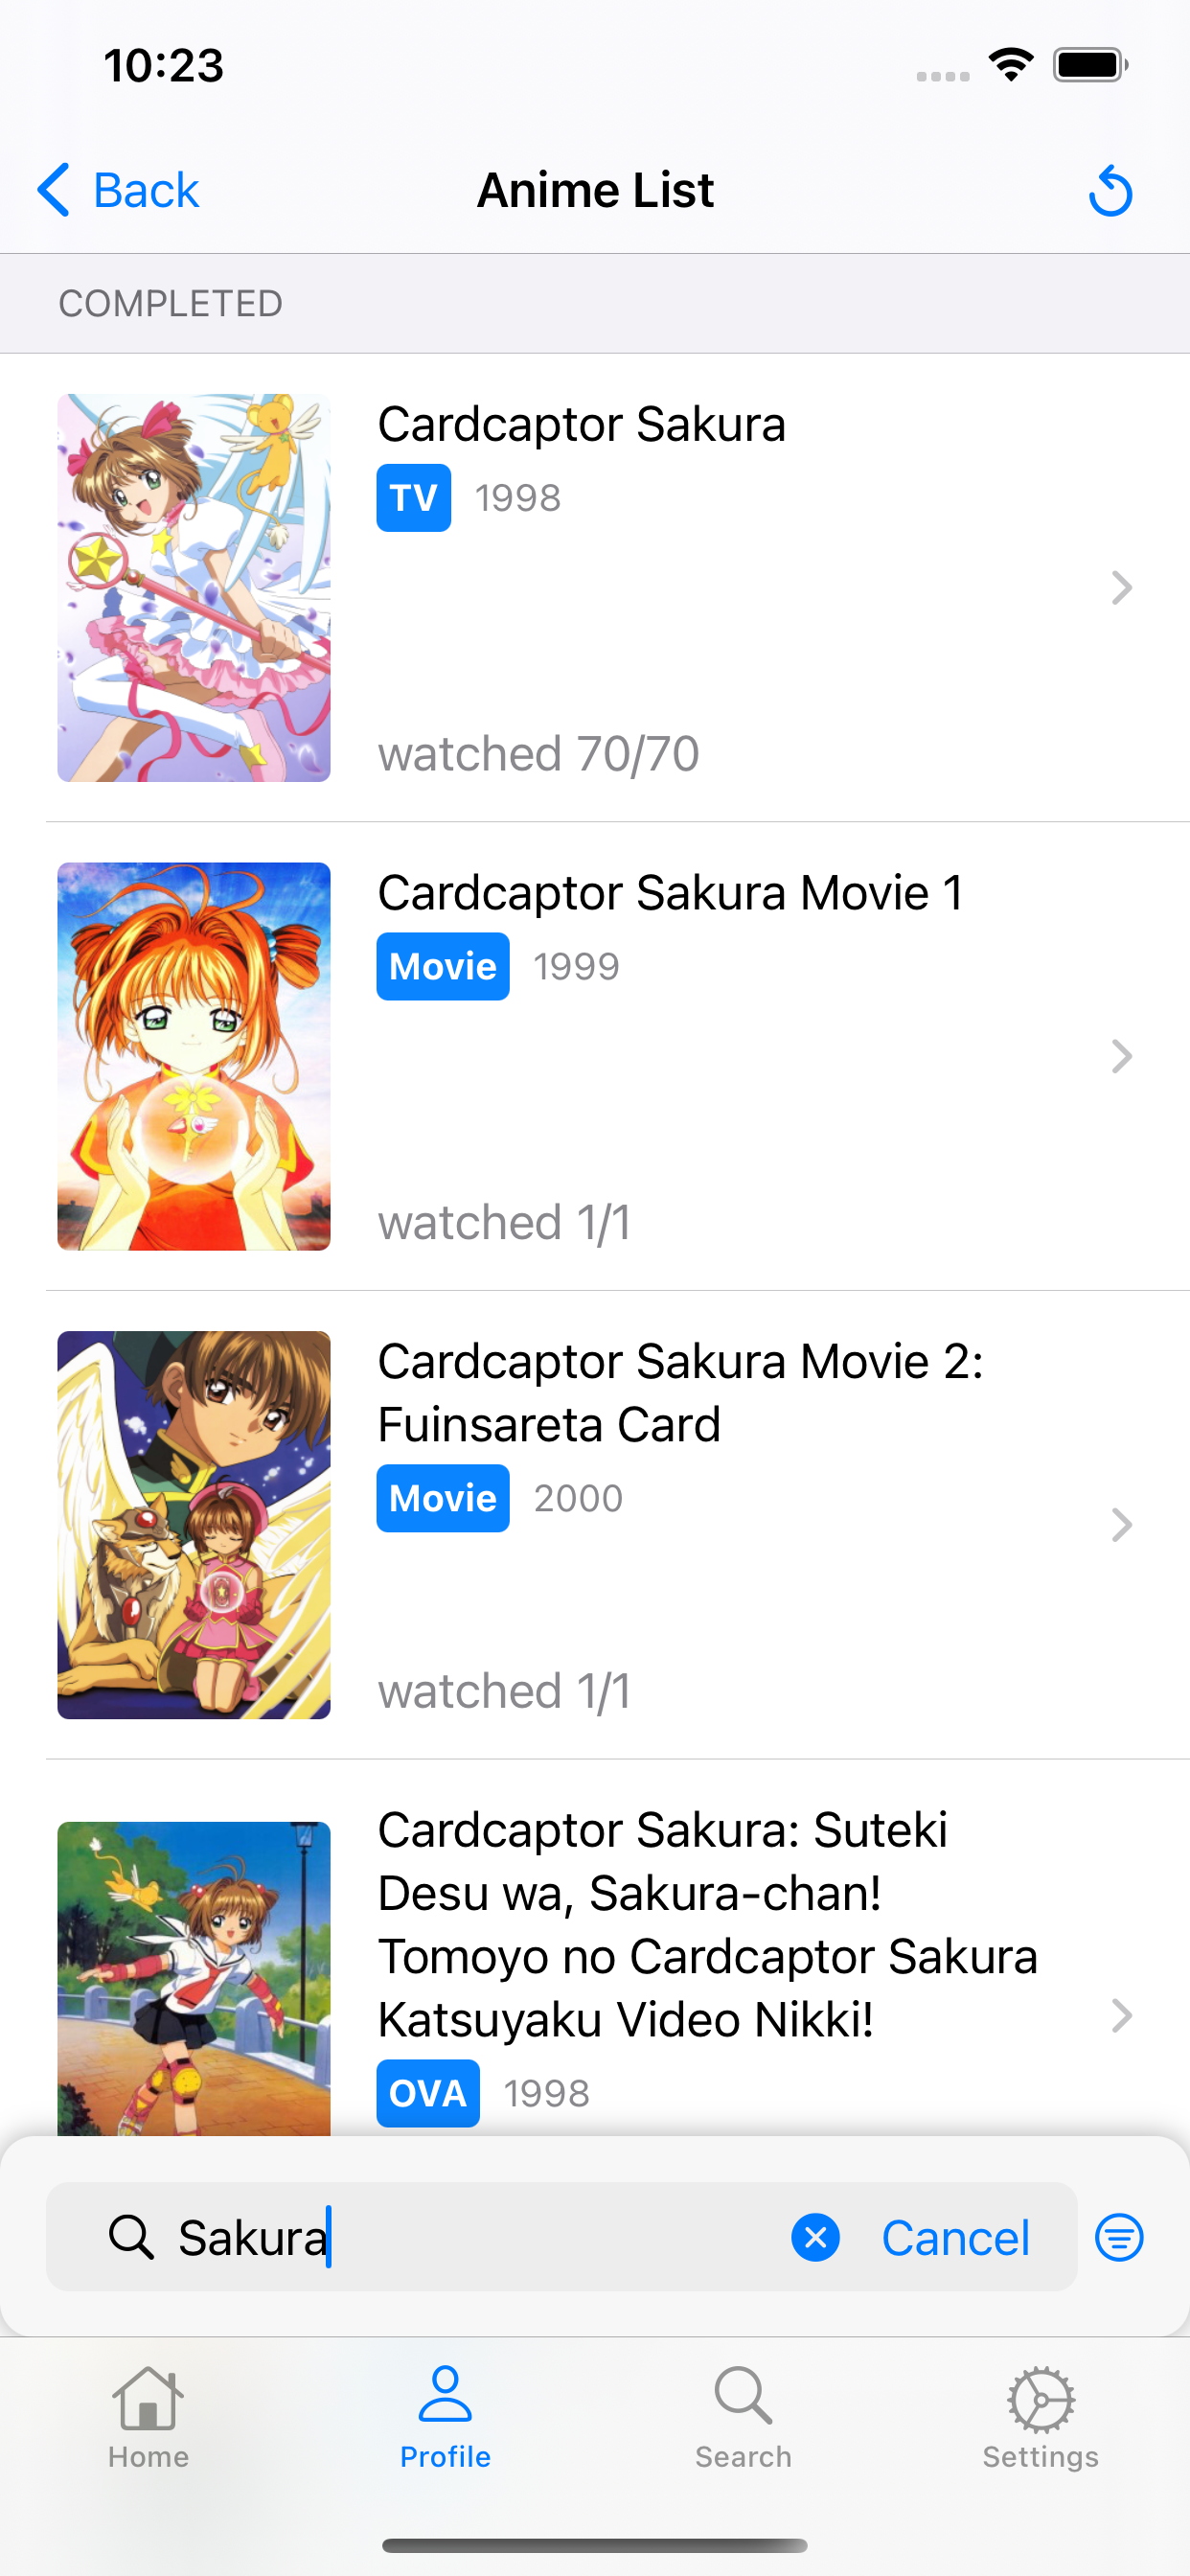 10:23
Back
Anime List
COMPLETED
Cardcaptor Sakura
TV 1998
watched 70/70
Cardcaptor Sakura Movie 1
Movie 1999
watched 1/1
Cardcaptor Sakura Movie 2:
Fuinsareta Card
Movie 2000
watched 1/1
Cardcaptor Sakura: Suteki
Desu wa, Sakura-chan!
Tomoyo no Cardcaptor Sakura
Katsuyaku Video Nikki!
OVA 1998
Sakura Cancel
Home Profile Search Settings